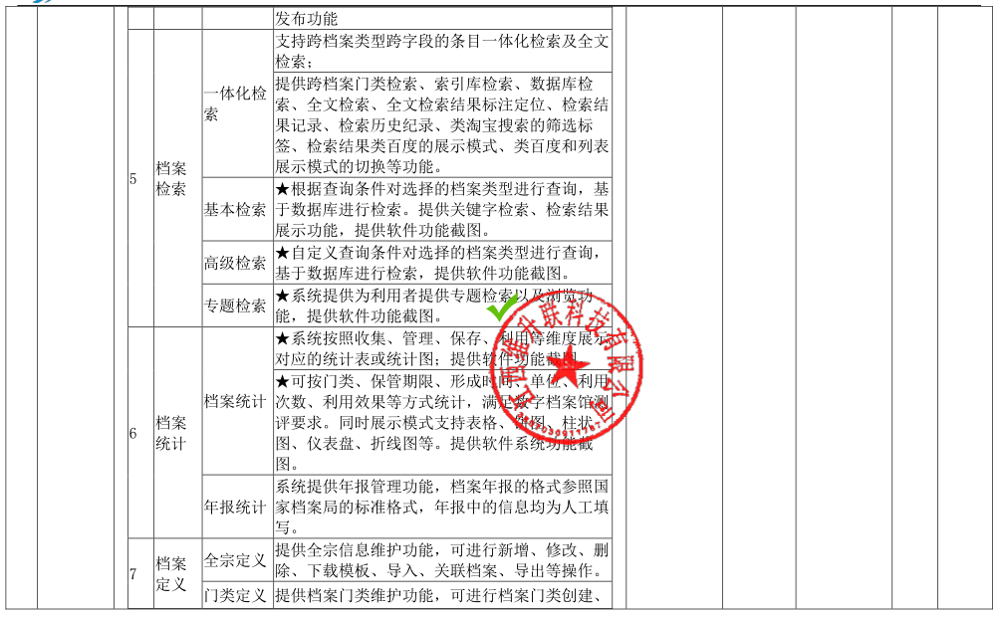 发布功能
支持跨档案类型跨字段的条目一体化检索及全文
检索；
一体化检
索
提供跨档案门类检索、索引库检索、数据库检
索、全文检索、全文检索结果标注定位、检索结
果记录、检索历史纪录、类淘宝搜索的筛选标
签、检索结果类百度的展示模式、类百度和列表
展示模式的切换等功能。
5
档案
检索
基本检索
★根据查询条件对选择的档案类型进行查询，基
于数据库进行检索。提供关键字检索、检索结果
展示功能，提供软件功能截图。
高级检索
★自定义查询条件对选择的档案类型进行查询，
基于数据库进行检索，提供软件功能截图。
专题检索
★系统提供为利用者提供专题检索以及浏览功
能，提供软件功能截图。
6
档案
统计
档案统计
★系统按照收集、管理、保存、利用等维度展示
对应的统计表或统计图；提供软件功能截图。
★可按门类、保管期限、形成时间、单位、利用
次数、利用效果等方式统计，满足数字档案馆测
评要求。同时展示模式支持表格、饼图、柱状
图、仪表盘、折线图等。提供软件系统功能截
图。
年报统计
系统提供年报管理功能，档案年报的格式参照国
家档案局的标准格式，年报中的信息均为人工填
写。
7
档案
定义
全宗定义
提供全宗信息维护功能，可进行新增、修改、删
除、下载模板、导入、关联档案、导出等操作。
门类定义
提供档案门类维护功能，可进行档案门类创建、